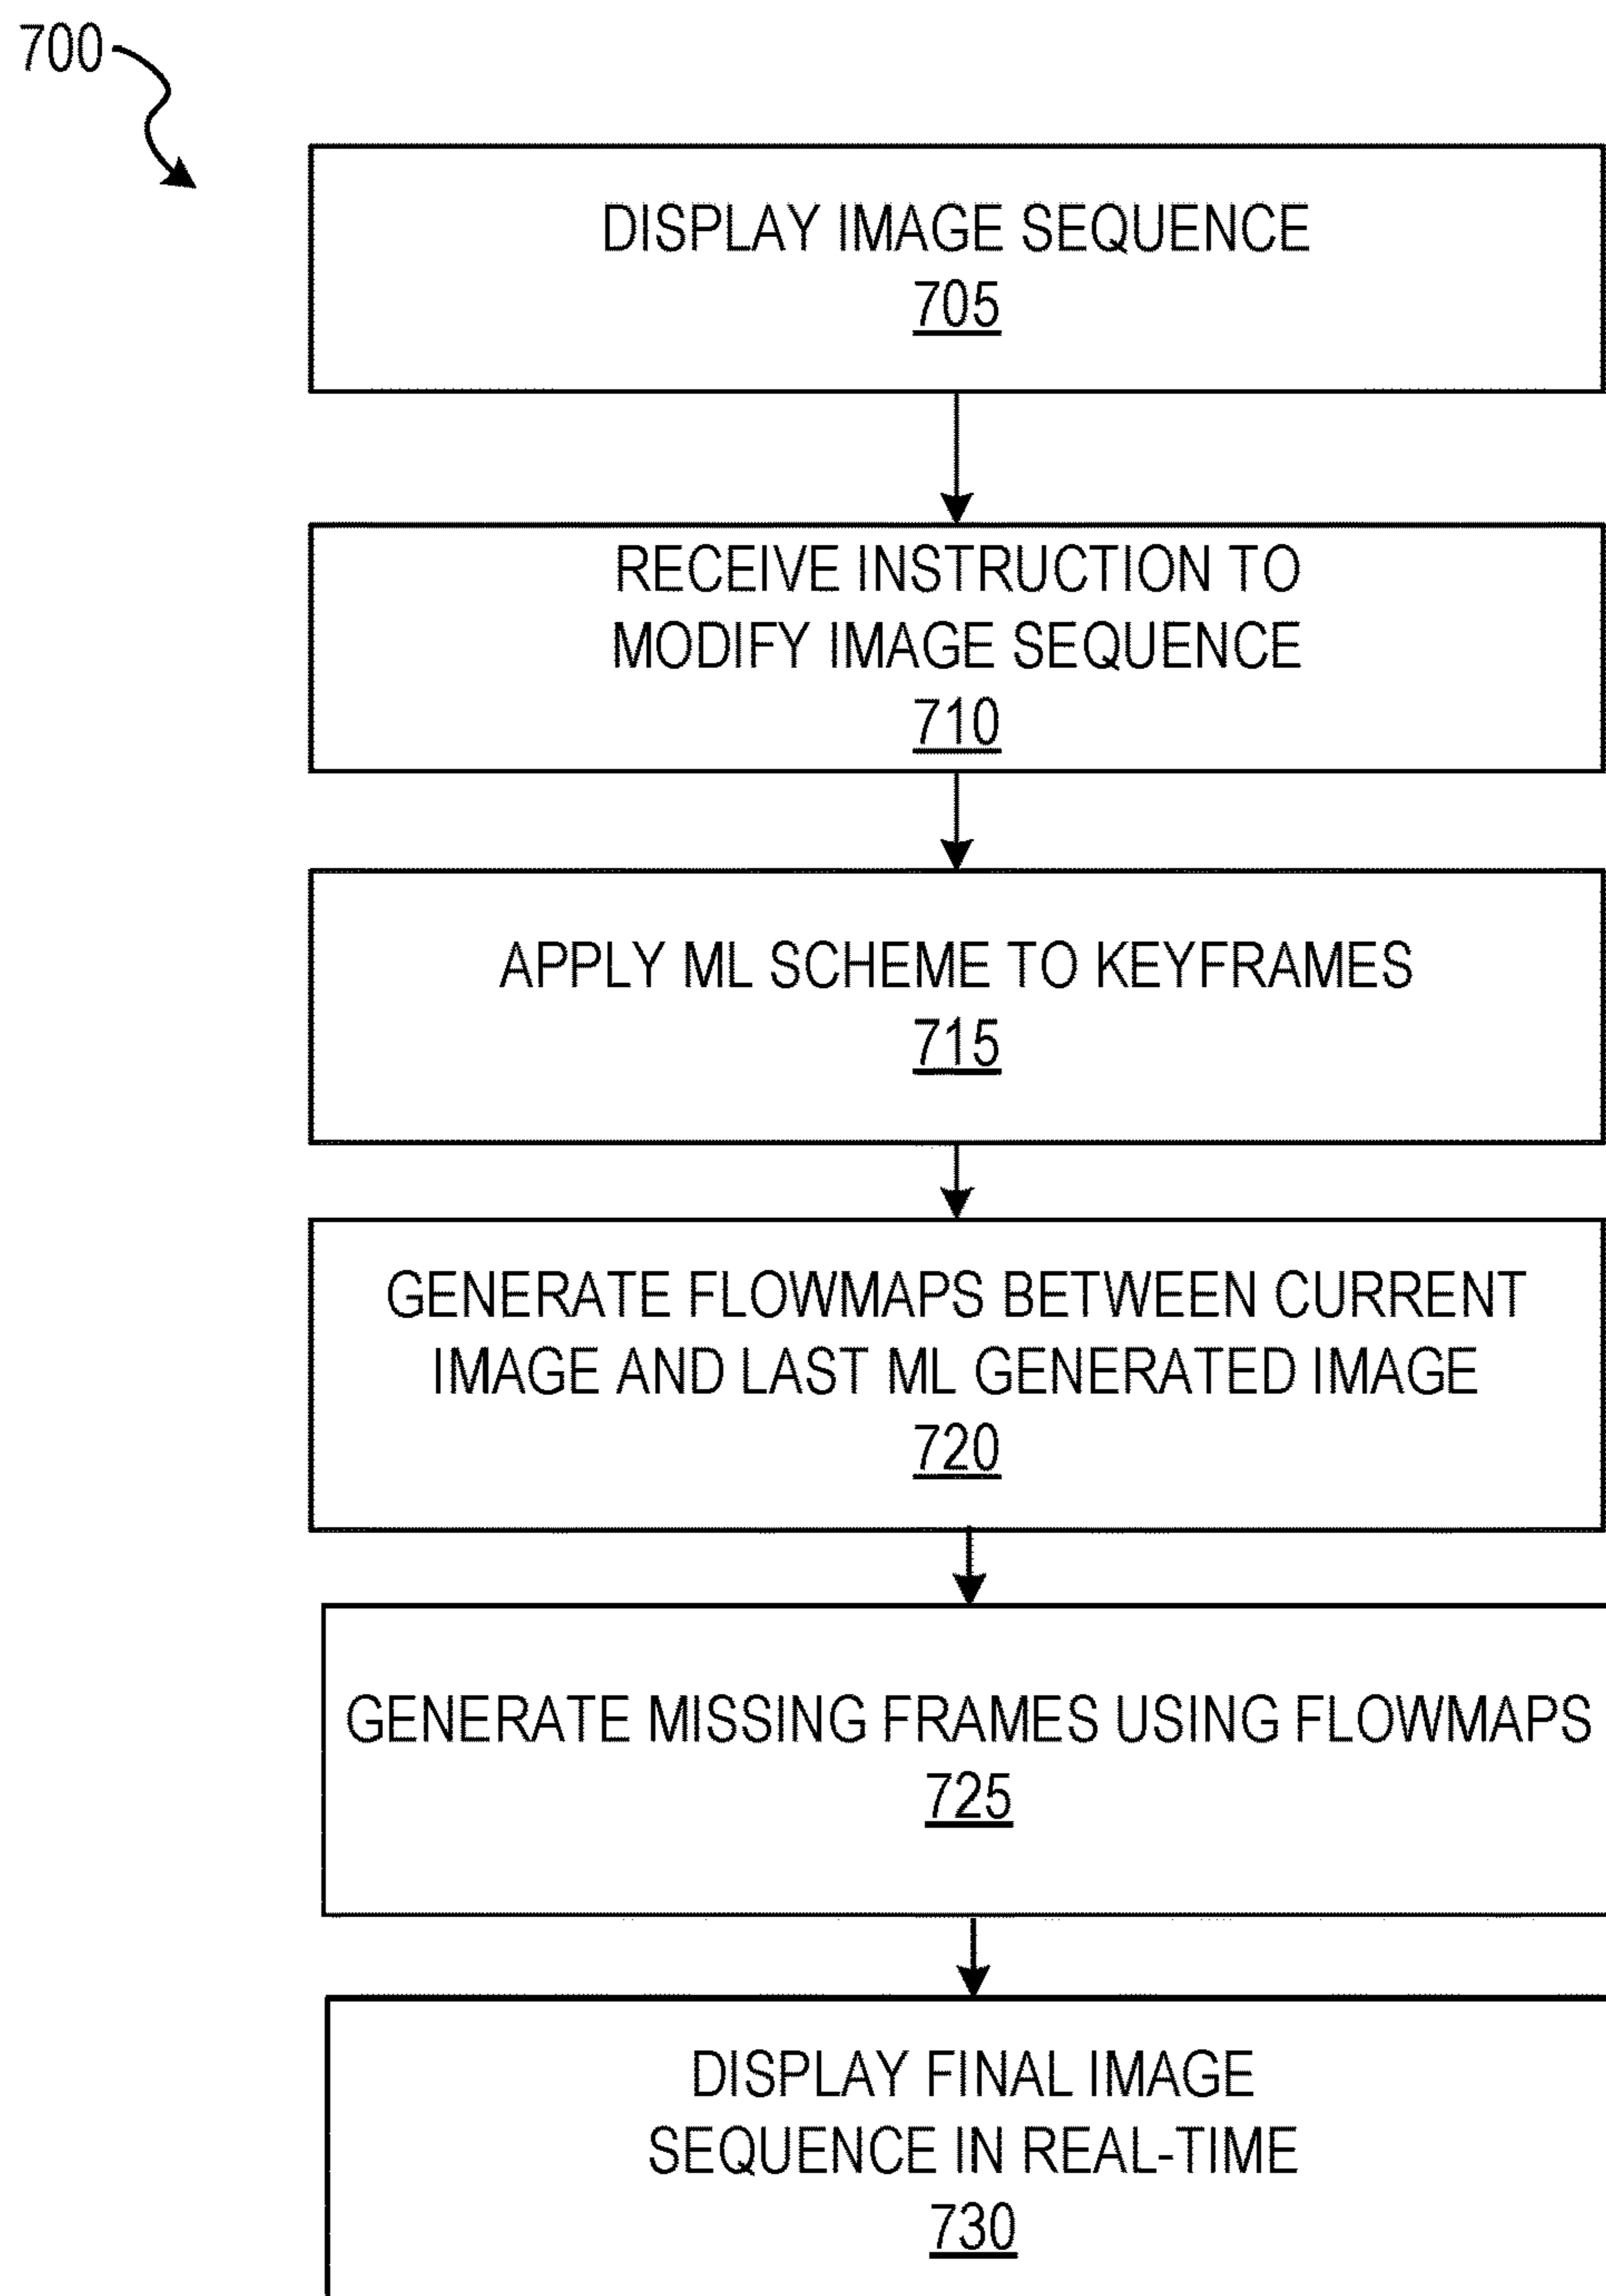 700
DISPLAY IMAGE SEQUENCE
705
RECEIVE INSTRUCTION TO
MODIFY IMAGE SEQUENCE
710
APPLY ML SCHEME TO KEYFRAMES
715
GENERATE FLOWMAPS BETWEEN CURRENT
IMAGE AND LAST ML GENERATED IMAGE
720
GENERATE MISSING FRAMES USING FLOWMAPS
725
DISPLAY FINAL IMAGE
SEQUENCE IN REAL-TIME
730